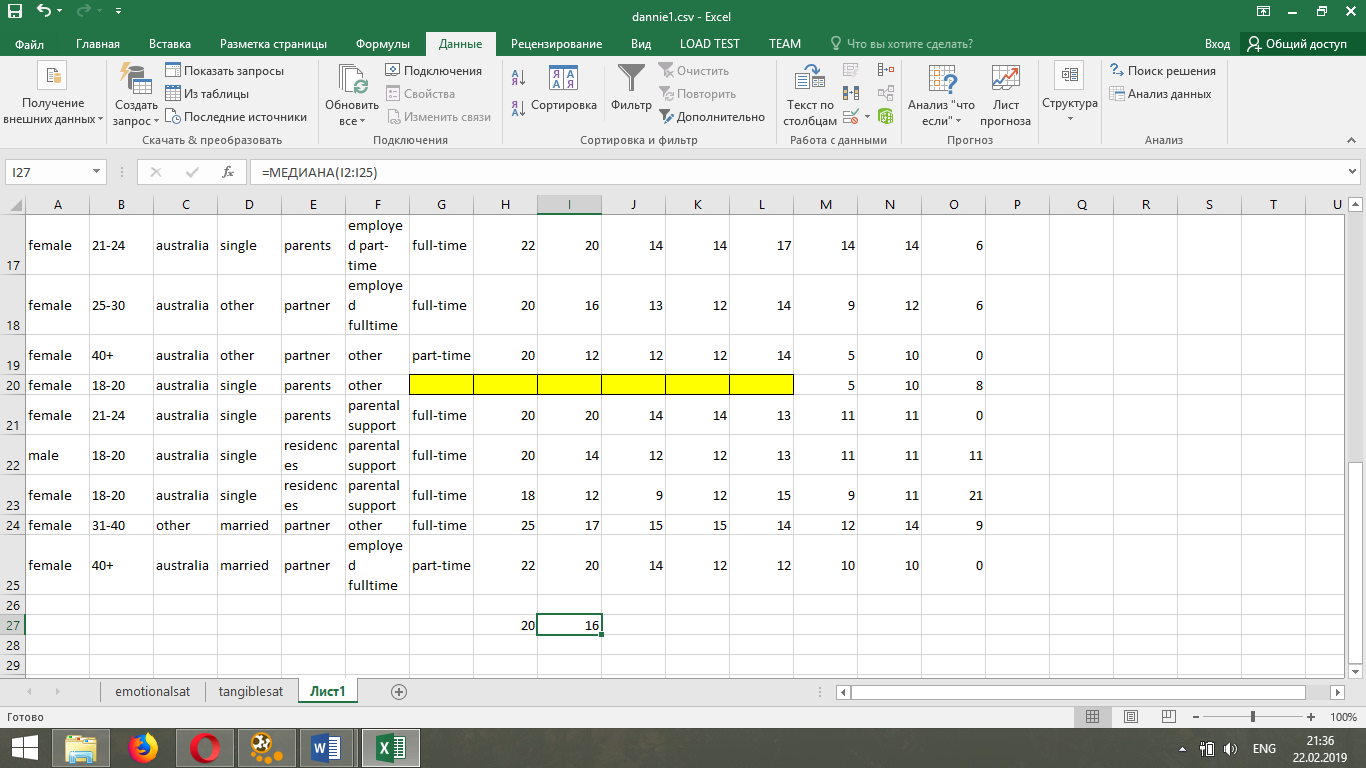 dannie1.csv - Excel
Файл Главная Вставка Разметка страницы Формулы Данные Рецензирование Вид LOAD TEST TEAM Что вы хотите сделать? Вход Общий доступ
Получение внешних данных
Создать запрос
Показать запросы
Из таблицы
Последние источники
Скачать & преобразовать
Обновить все
Подключения
Свойства
Изменить связи
Подключения
Сортировка
Фильтр
Очистить
Повторить
Дополнительно
Сортировка и фильтр
Текст по столбцам
Работа с данными
Анализ "что если"
Лист прогноза
Прогноз
Структура
Поиск решения
Анализ данных
Анализ
I27 fx =МЕДИАНА(I2:I25)
A B C D E F G H I J K L M N O P Q R S T U
17 female 21-24 australia single parents employed part-time full-time 22 20 14 14 17 14 14 6
18 female 25-30 australia other partner employed fulltime full-time 20 16 13 12 14 9 12 6
19 female 40+ australia other partner other part-time 20 12 12 12 14 5 10 0
20 female 18-20 australia single parents other 5 10 8
21 female 21-24 australia single parents parental support full-time 20 20 14 14 13 11 11 0
22 male 18-20 australia single residences parental support full-time 20 14 12 12 13 11 11 11
23 female 18-20 australia single residences parental support full-time 18 12 9 12 15 9 11 21
24 female 31-40 other married partner other full-time 25 17 15 15 14 12 14 9
25 female 40+ australia married partner employed fulltime part-time 22 20 14 12 12 10 10 0
26
27 20 16
28
29
emotionalsat tangiblesat Лист1
Готово 100%
ENG 21:36
22.02.2019